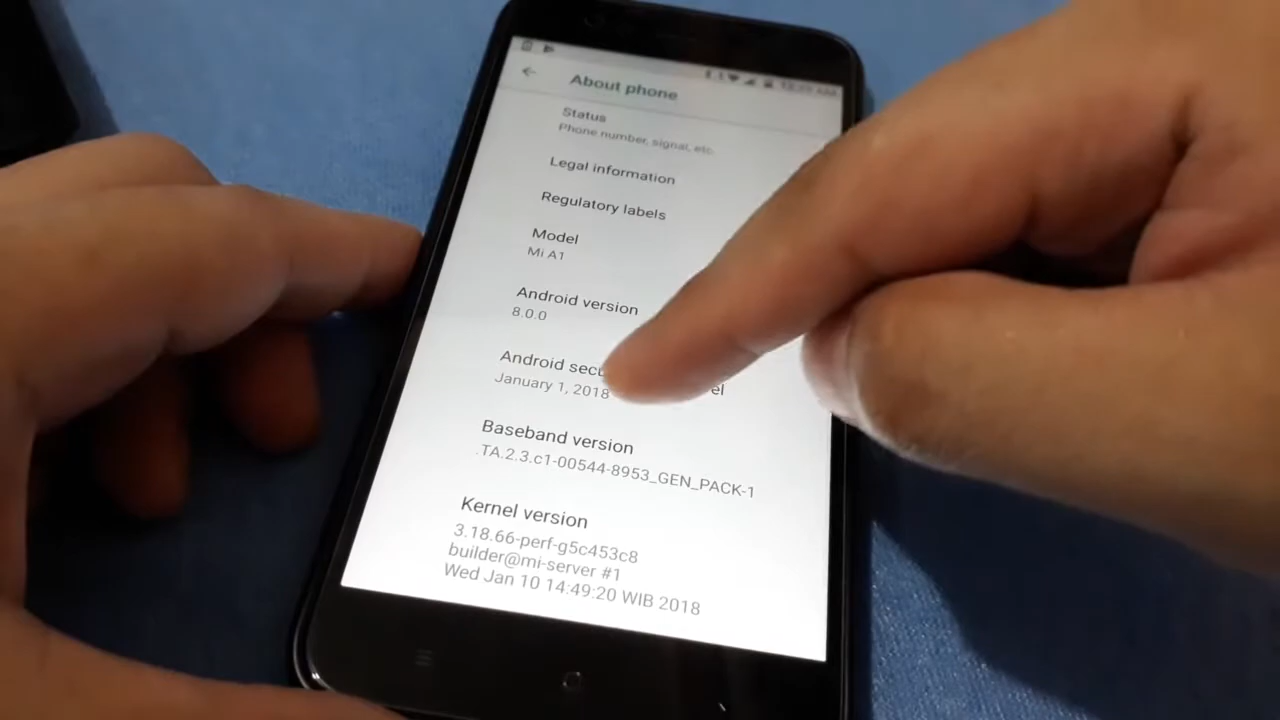 About phone
Status
Phone number, signal, etc.
Legal information
Regulatory labels
Model
Mi A1
Android version
8.0.0
Android
January 1, 2018
Baseband version
.TA.2.3.c1-00544-8953_GEN_PACK-1
Kernel version
3.18.66-perf-g5c453c8
builder@mi-server #1
Wed Jan 10 14:49:20 WIB 2018